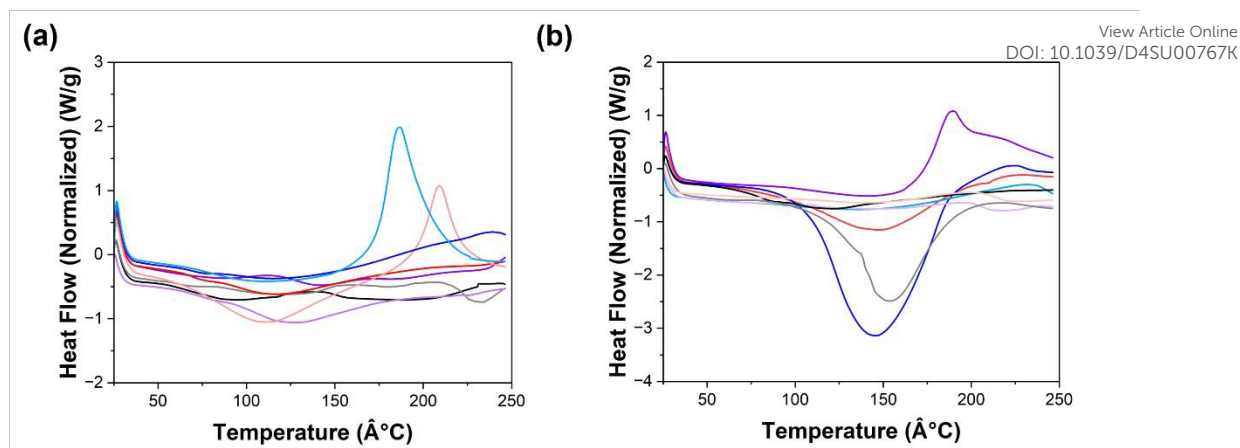 View Article Online
DOI: 10.1039/D4SU00767K
(a)
3
2
1
0
−1
−2
50
100
150
200
250
Heat Flow (Normalized) (W/g)
Temperature (Â°C)
(b)
2
1
0
−1
−2
−3
−4
50
100
150
200
250
Heat Flow (Normalized) (W/g)
Temperature (Â°C)